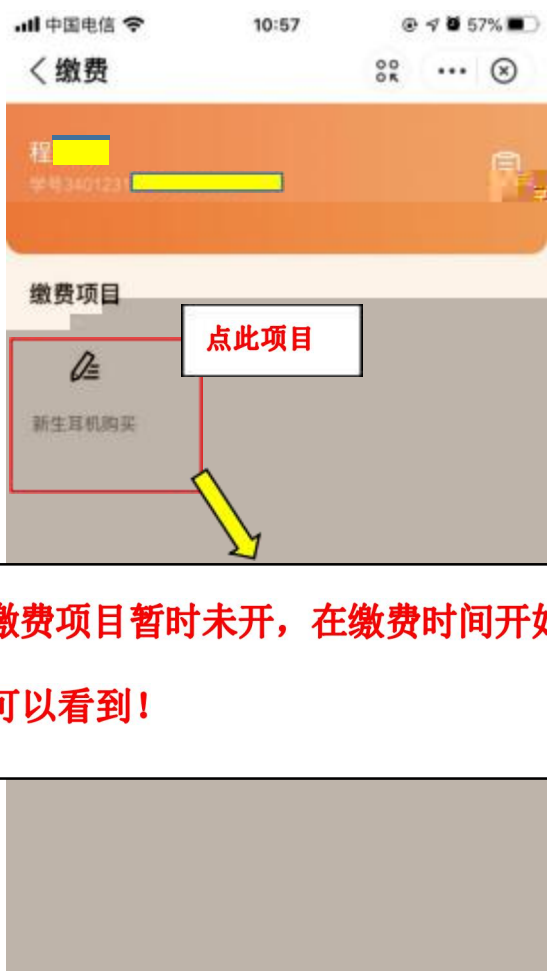 中国电信 10:57 57%
缴费
程
学号3401231
缴费项目
点此项目
新生耳机购买
缴费项目暂时未开，在缴费时间开始
可以看到！